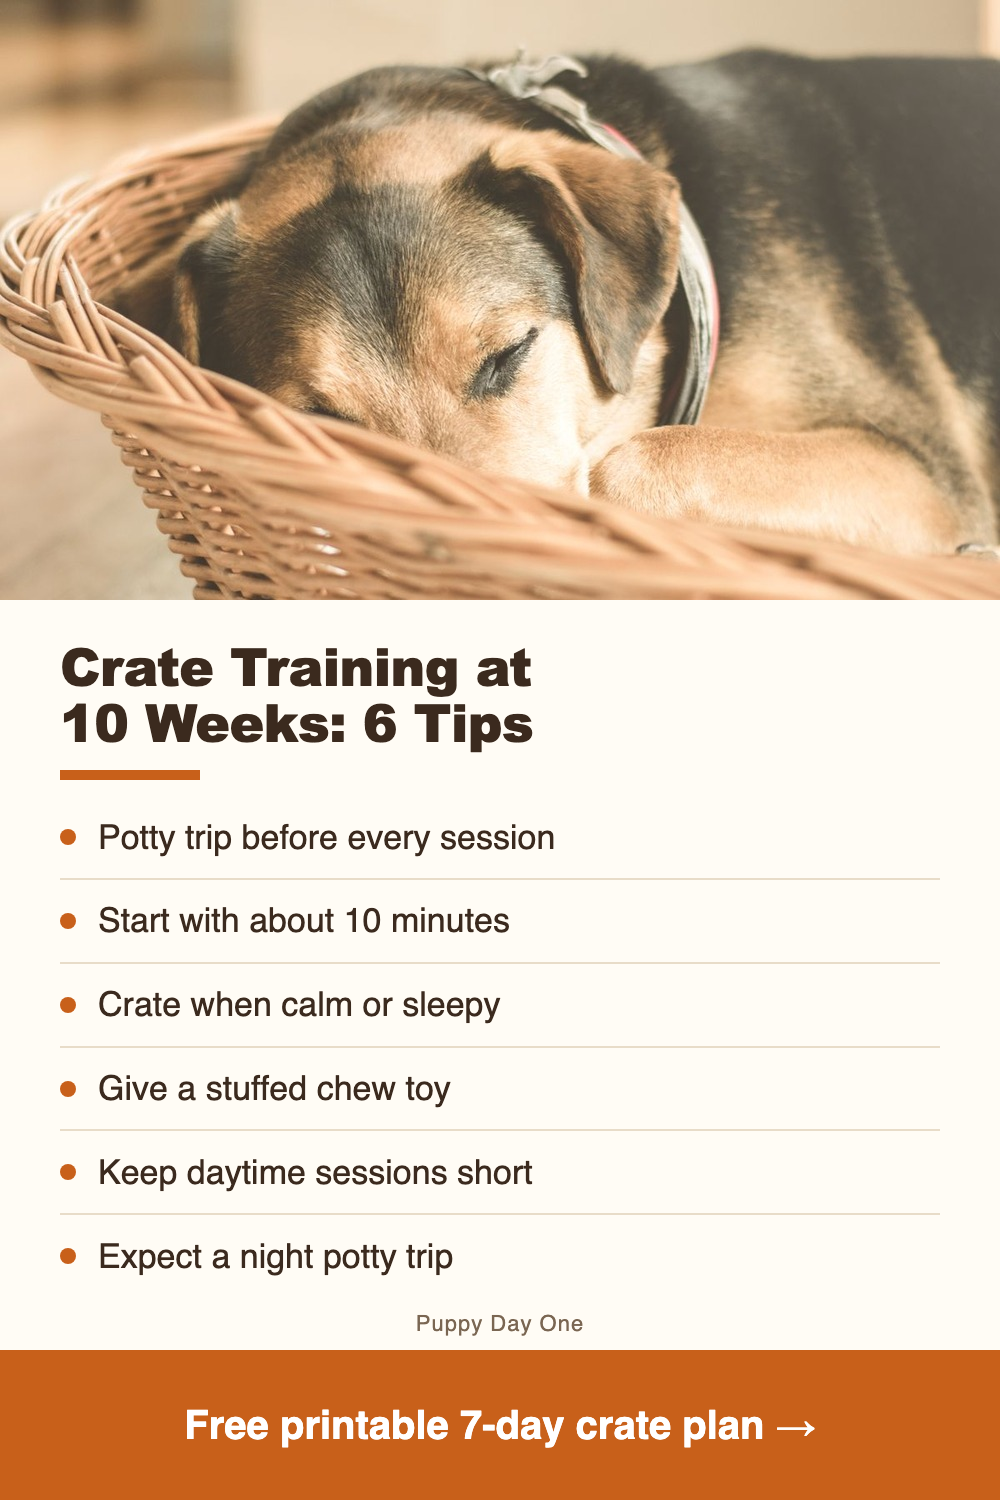 Crate Training at
10 Weeks: 6 Tips
Potty trip before every session
Start with about 10 minutes
Crate when calm or sleepy
Give a stuffed chew toy
Keep daytime sessions short
Expect a night potty trip
Puppy Day One
Free printable 7-day crate plan →